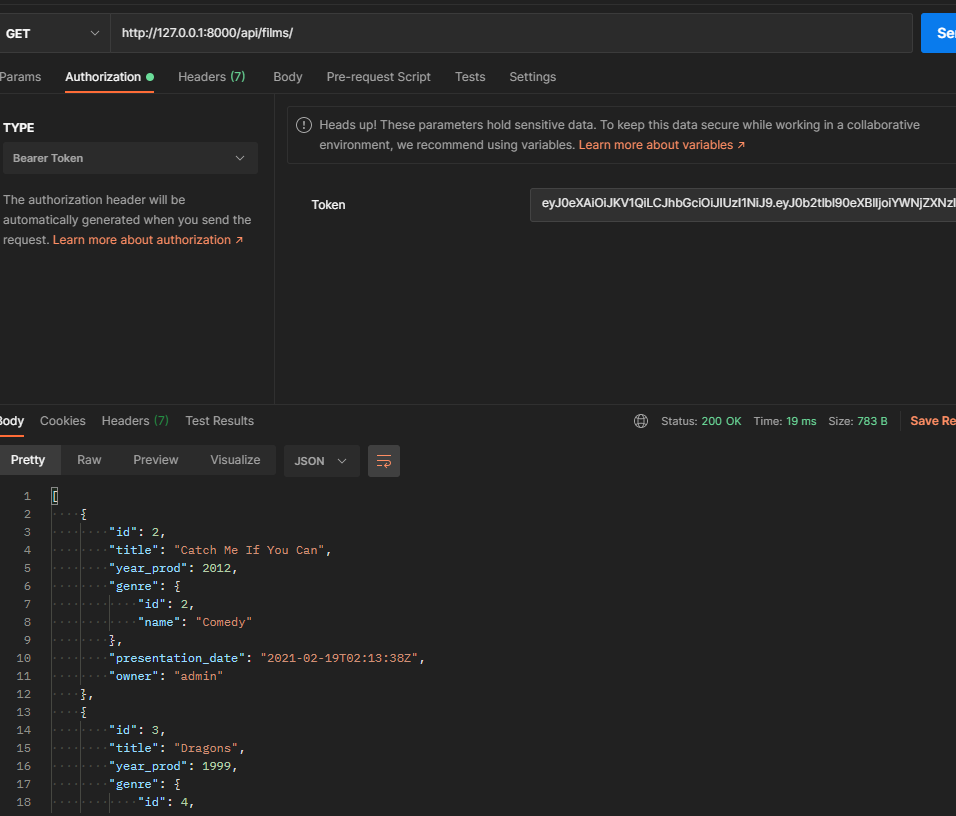 GET http://127.0.0.1:8000/api/films/
Params Authorization Headers (7) Body Pre-request Script Tests Settings
TYPE
Bearer Token
The authorization header will be
automatically generated when you send the
request. Learn more about authorization ↗
Heads up! These parameters hold sensitive data. To keep this data secure while working in a collaborative
environment, we recommend using variables. Learn more about variables ↗
Token
Body Cookies Headers (7) Test Results Status: 200 OK Time: 19 ms Size: 783 B Save Re
Pretty Raw Preview Visualize JSON
1 [
2 {
3 "id": 2,
4 "title": "Catch Me If You Can",
5 "year_prod": 2012,
6 "genre": {
7 "id": 2,
8 "name": "Comedy"
9 },
10 "presentation_date": "2021-02-19T02:13:38Z",
11 "owner": "admin"
12 },
13 {
14 "id": 3,
15 "title": "Dragons",
16 "year_prod": 1999,
17 "genre": {
18 "id": 4,